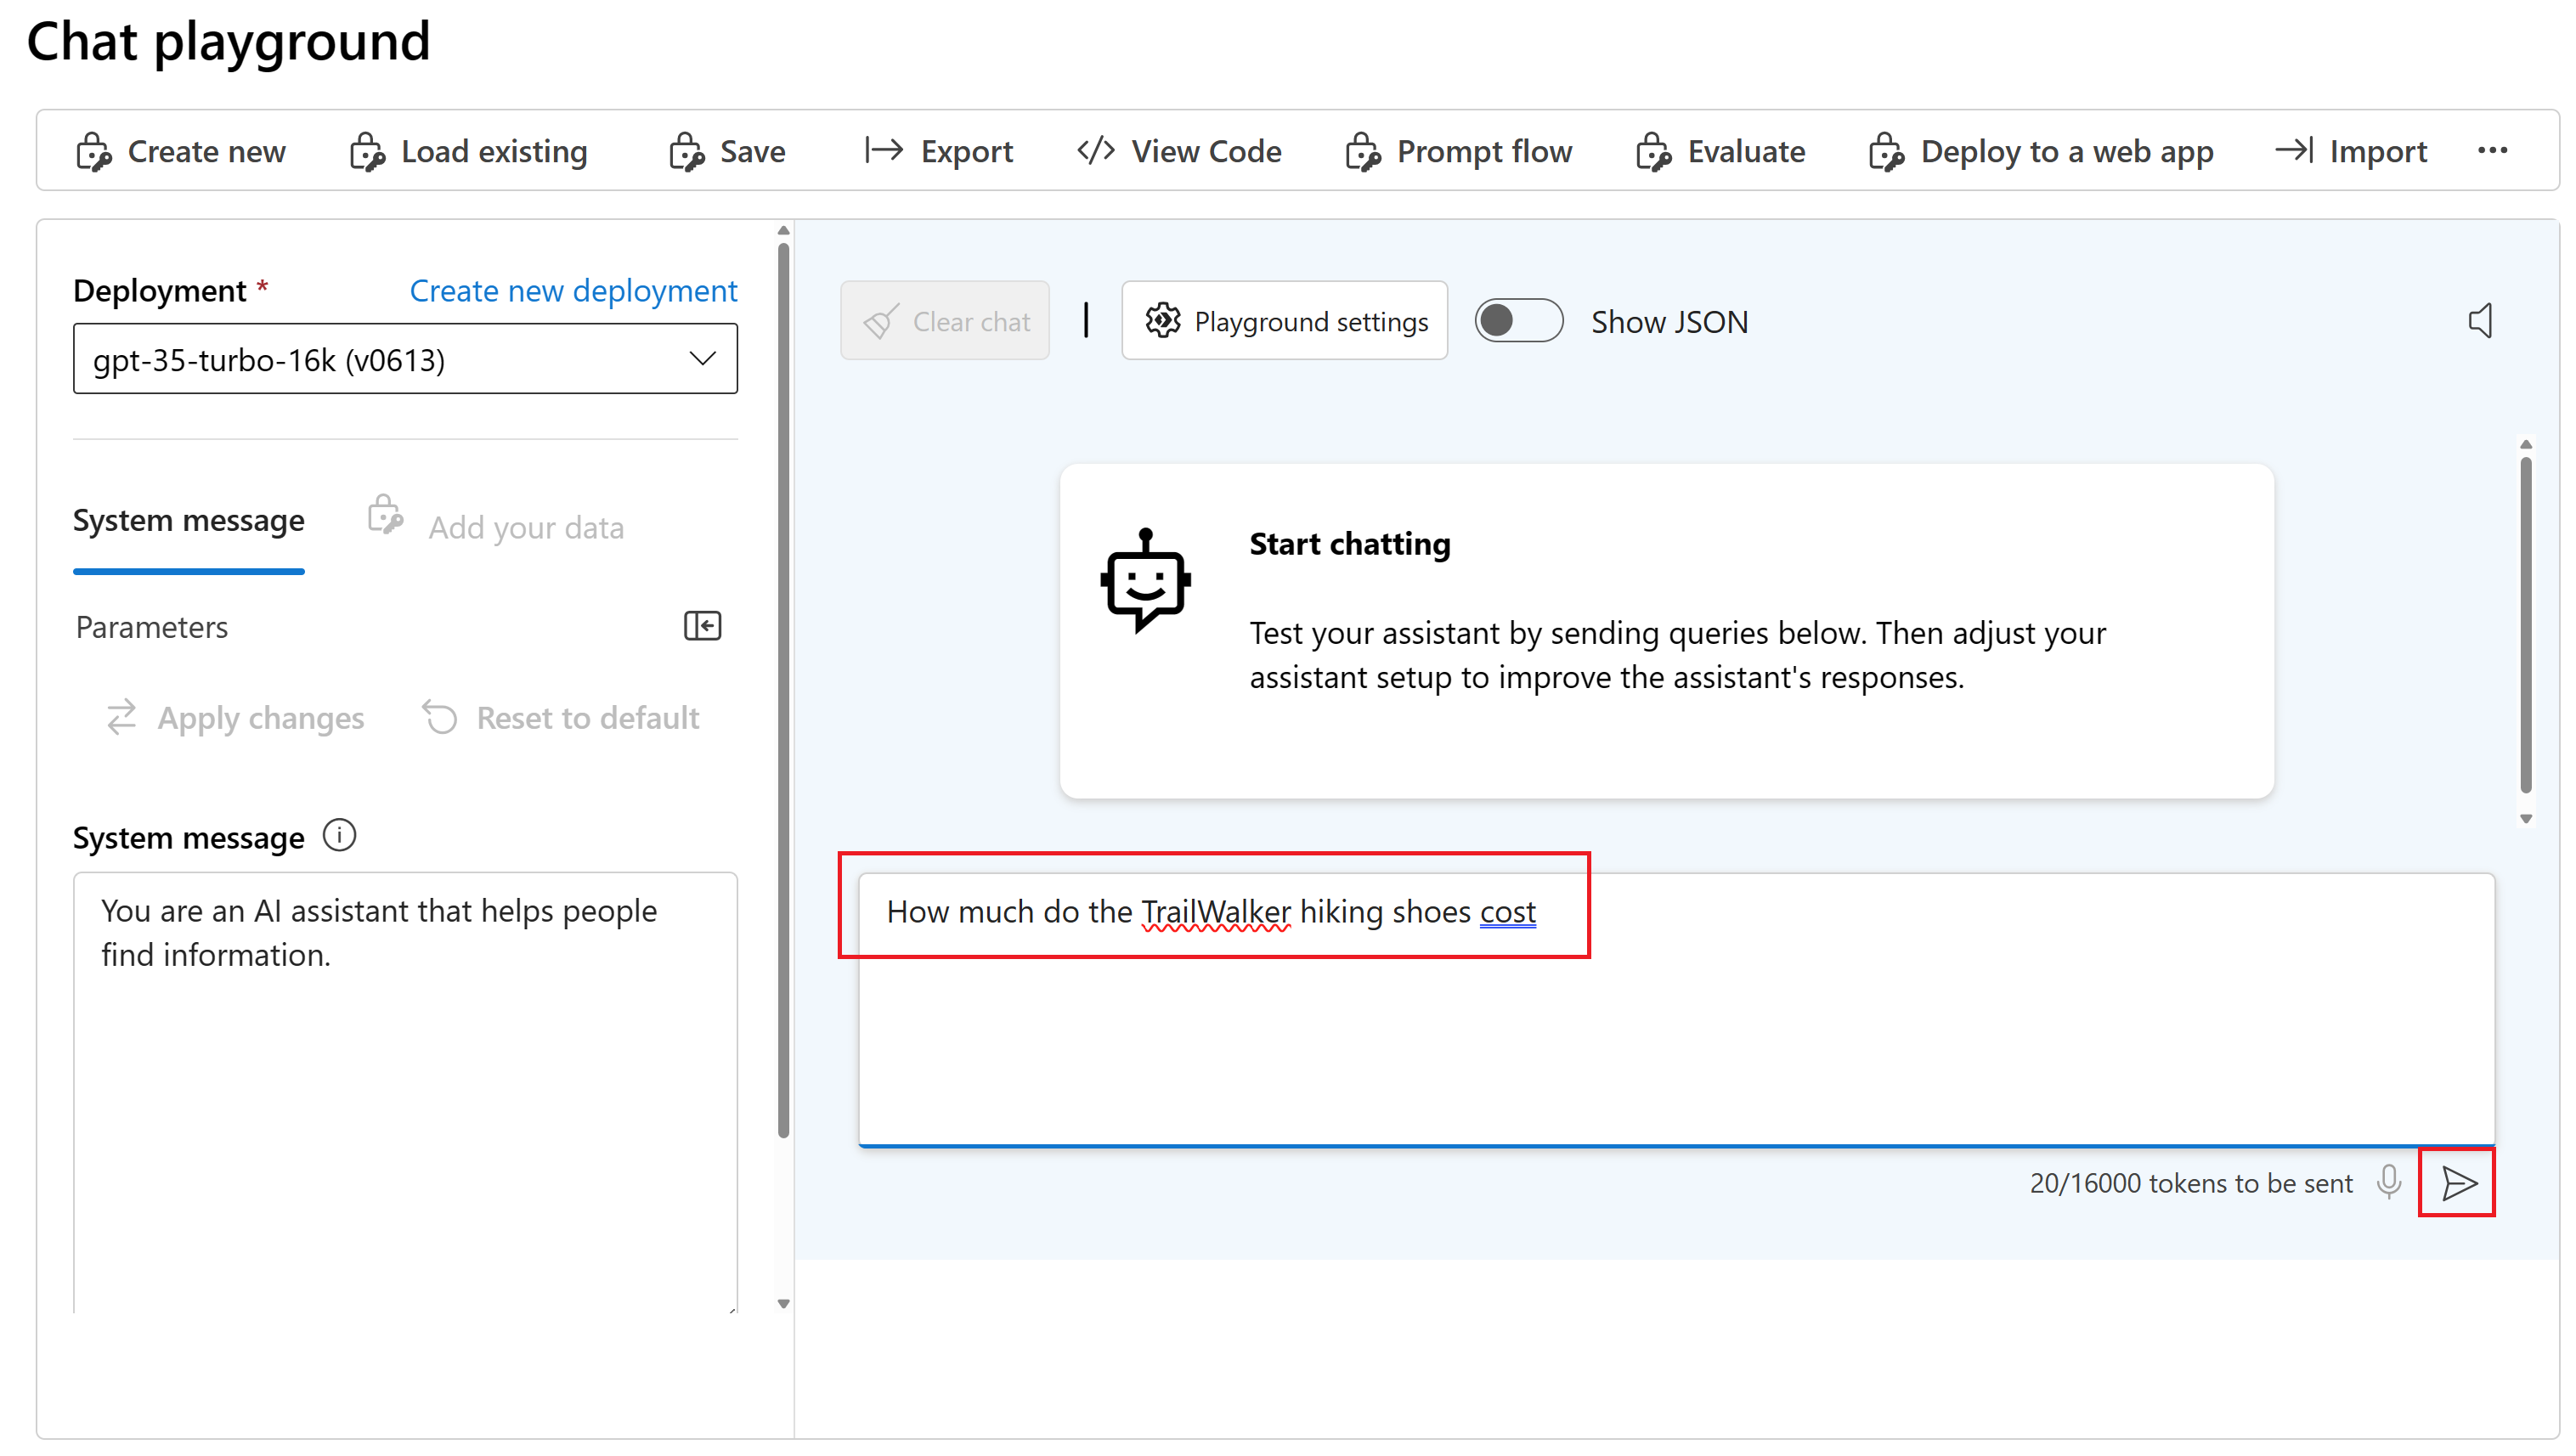 Chat playground
Create new
Load existing
Save
Export
</> View Code
Prompt flow
Evaluate
Deploy to a web app
Import
...
Deployment *
Create new deployment
gpt-35-turbo-16k (v0613)
System message
Add your data
Parameters
Apply changes
Reset to default
System message
You are an AI assistant that helps people
find information.
Clear chat
|
Playground settings
Show JSON
Start chatting
Test your assistant by sending queries below. Then adjust your
assistant setup to improve the assistant's responses.
How much do the TrailWalker hiking shoes cost
20/16000 tokens to be sent